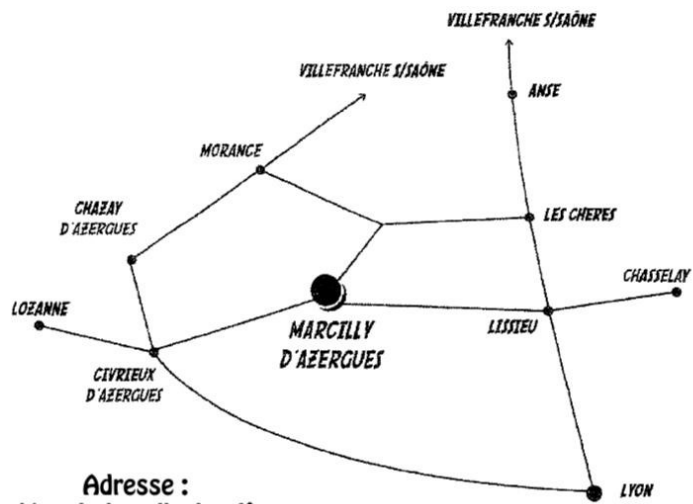 VILLEFRANCHE S/SAÔNE
VILLEFRANCHE S/SAÔNE
ANSE
MORANCE
CHAZAY
D'AZERGUES
LES CHERES
CHASSELAY
LOZANNE
MARCILLY
D'AZERGUES
LISSIEU
CIVRIEUX
D'AZERGUES
Adresse :
LYON